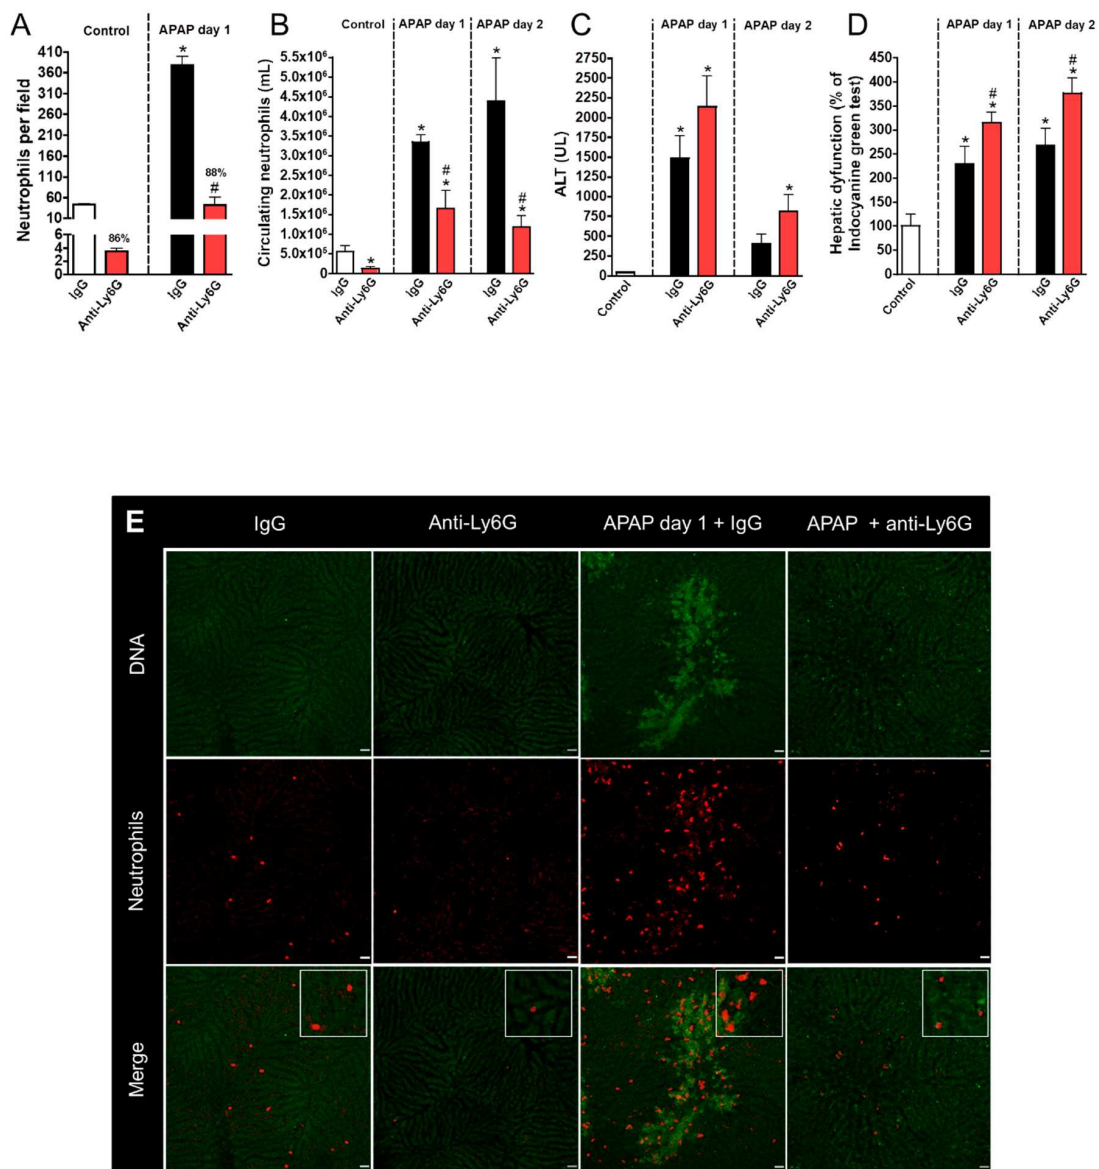 A
Control
APAP day 1
Neutrophils per field
410
360
310
260
210
160
110
60
10
6
4
2
0
*
86%
88%
#
IgG
Anti-Ly6G
IgG
Anti-Ly6G
B
Control
APAP day 1
APAP day 2
Circulating neutrophils (mL)
5.5x10⁶
5.0x10⁶
4.5x10⁶
4.0x10⁶
3.5x10⁶
3.0x10⁶
2.5x10⁶
2.0x10⁶
1.5x10⁶
1.0x10⁶
5.0x10⁵
0
*
*
#
*
*
#
*
IgG
Anti-Ly6G
IgG
Anti-Ly6G
IgG
Anti-Ly6G
C
APAP day 1
APAP day 2
ALT (UL)
2750
2500
2250
2000
1750
1500
1250
1000
750
500
250
0
*
*
*
Control
IgG
Anti-Ly6G
IgG
Anti-Ly6G
D
APAP day 1
APAP day 2
Hepatic dyfunction (% of
Indocyanine green test)
450
400
350
300
250
200
150
100
50
0
*
#
*
*
#
*
Control
IgG
Anti-Ly6G
IgG
Anti-Ly6G
E
IgG
Anti-Ly6G
APAP day 1 + IgG
APAP + anti-Ly6G
DNA
Neutrophils
Merge